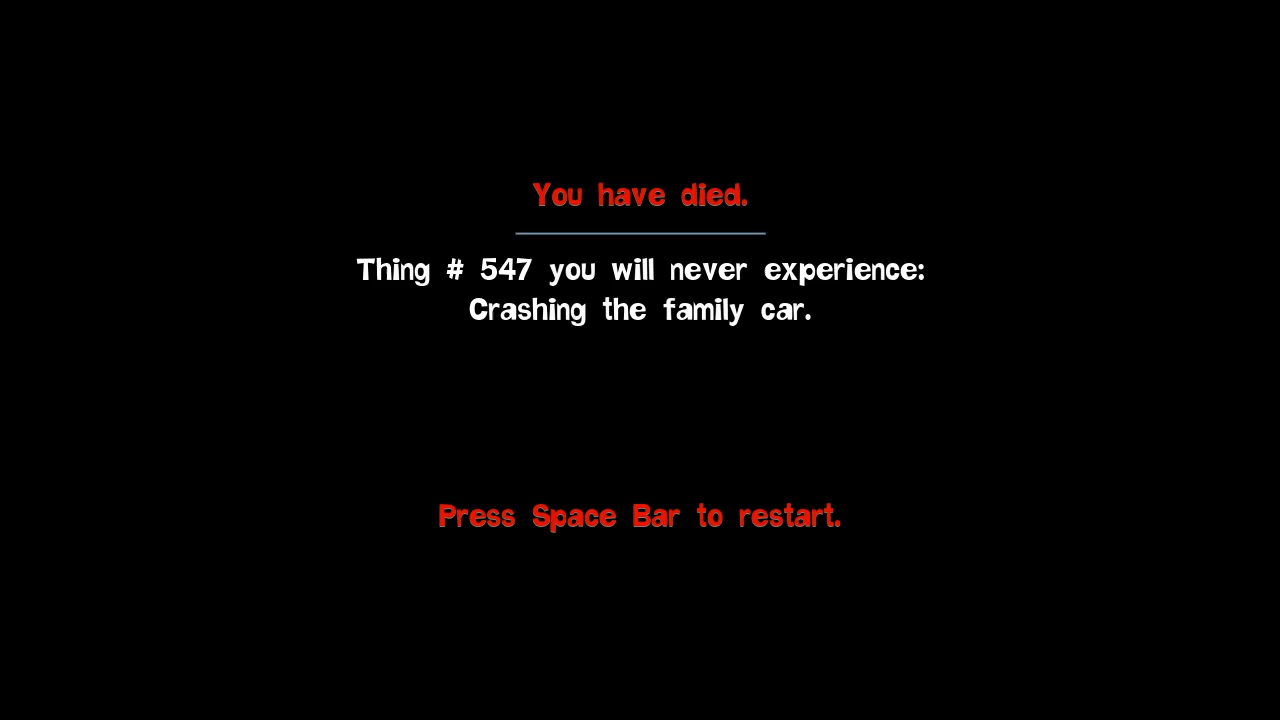 You have died.
Thing # 547 you will never experience:
Crashing the family car.
Press Space Bar to restart.